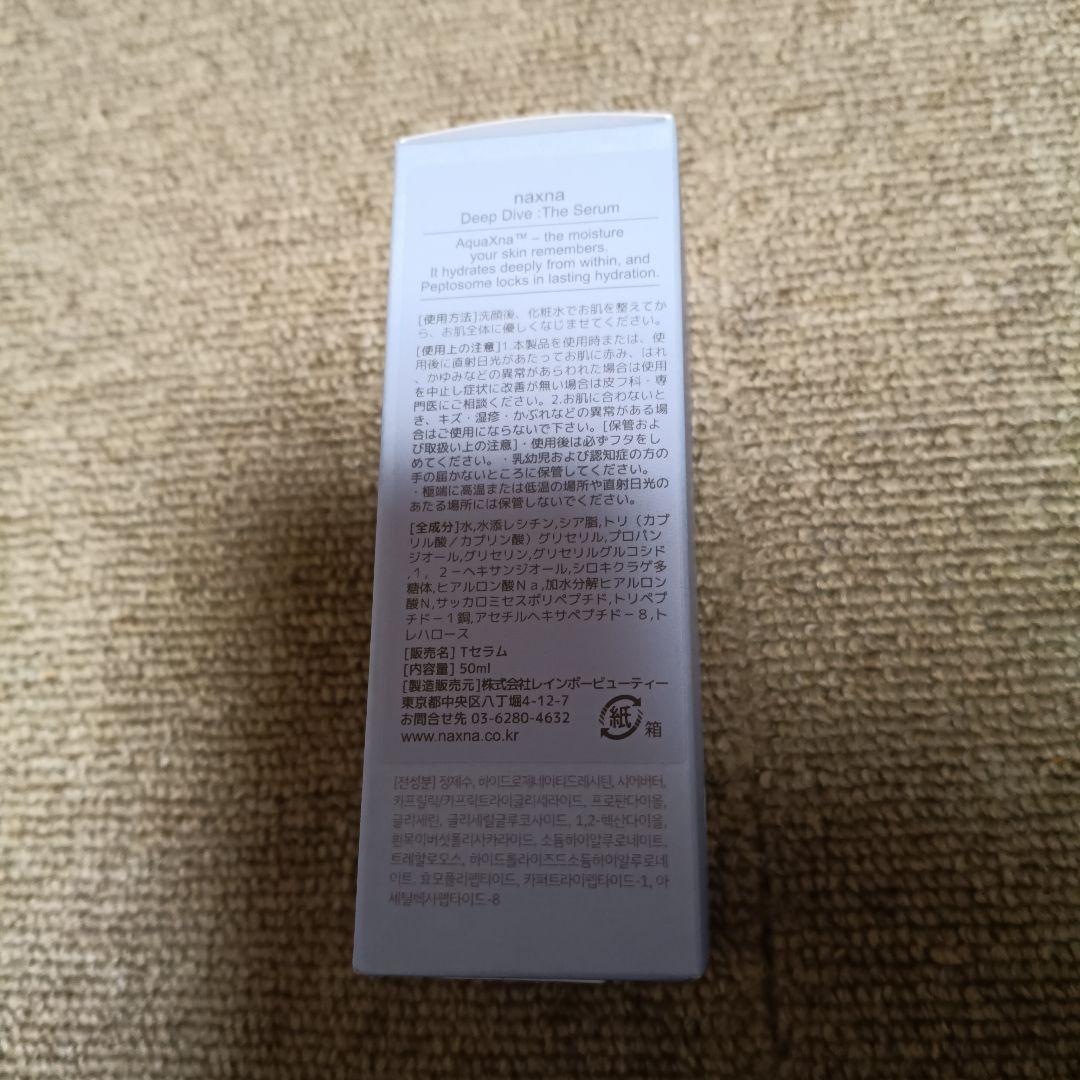 naxna
Deep Dive :The Serum
AquaXna™ – the moisture
your skin remembers.
It hydrates deeply from within, and
Peptosome locks in lasting hydration.
[使用方法]洗顔後、化粧水でお肌を整えてか
ら、お肌全体に優しくなじませてください。
[使用上の注意]1.本製品を使用時または、使
用後に直射日光があたってお肌に赤み、はれ
、かゆみなどの異常があらわれた場合は使用
を中止し症状に改善が無い場合は皮フ科・専
門医にご相談ください。2.お肌に合わないと
き、キズ・湿疹・かぶれなどの異常がある場
合はご使用にならないで下さい。[保管およ
び取扱い上の注意]・使用後は必ずフタをし
めてください。・乳幼児および認知症の方の
手の届かないところに保管してください。
・極端に高温または低温の場所や直射日光の
あたる場所には保管しないでください。
[全成分]水,水添レシチン,シア脂,トリ（カプ
リル酸／カプリン酸）グリセリル,プロパン
ジオール,グリセリン,グリセリルグルコシド
,1，2－ヘキサンジオール,シロキクラゲ多
糖体,ヒアルロン酸Ｎａ,加水分解ヒアルロン
酸N,サッカロミセスポリペプチド,トリペプ
チド－１銅,アセチルヘキサペプチド－８,ト
レハロース
[販売名] Tセラム
[内容量] 50ml
[製造販売元]株式会社レインボービューティー
東京都中央区八丁堀4-12-7
お問合せ先 03-6280-4632
www.naxna.co.kr
紙
箱
[전성분] 정제수, 하이드로제네이티드레시틴, 시어버터,
카프릴릭/카프릭트라이글리세라이드, 프로판다이올,
글리세린, 글리세릴글루코사이드, 1,2-헥산다이올,
흰목이버섯폴리사카라이드, 소듐하이알루로네이트,
트레할로오스, 하이드롤라이즈드소듐하이알루로네
이트, 효모폴리펩타이드, 카퍼트라이펩타이드-1, 아
세틸헥사펩타이드-8